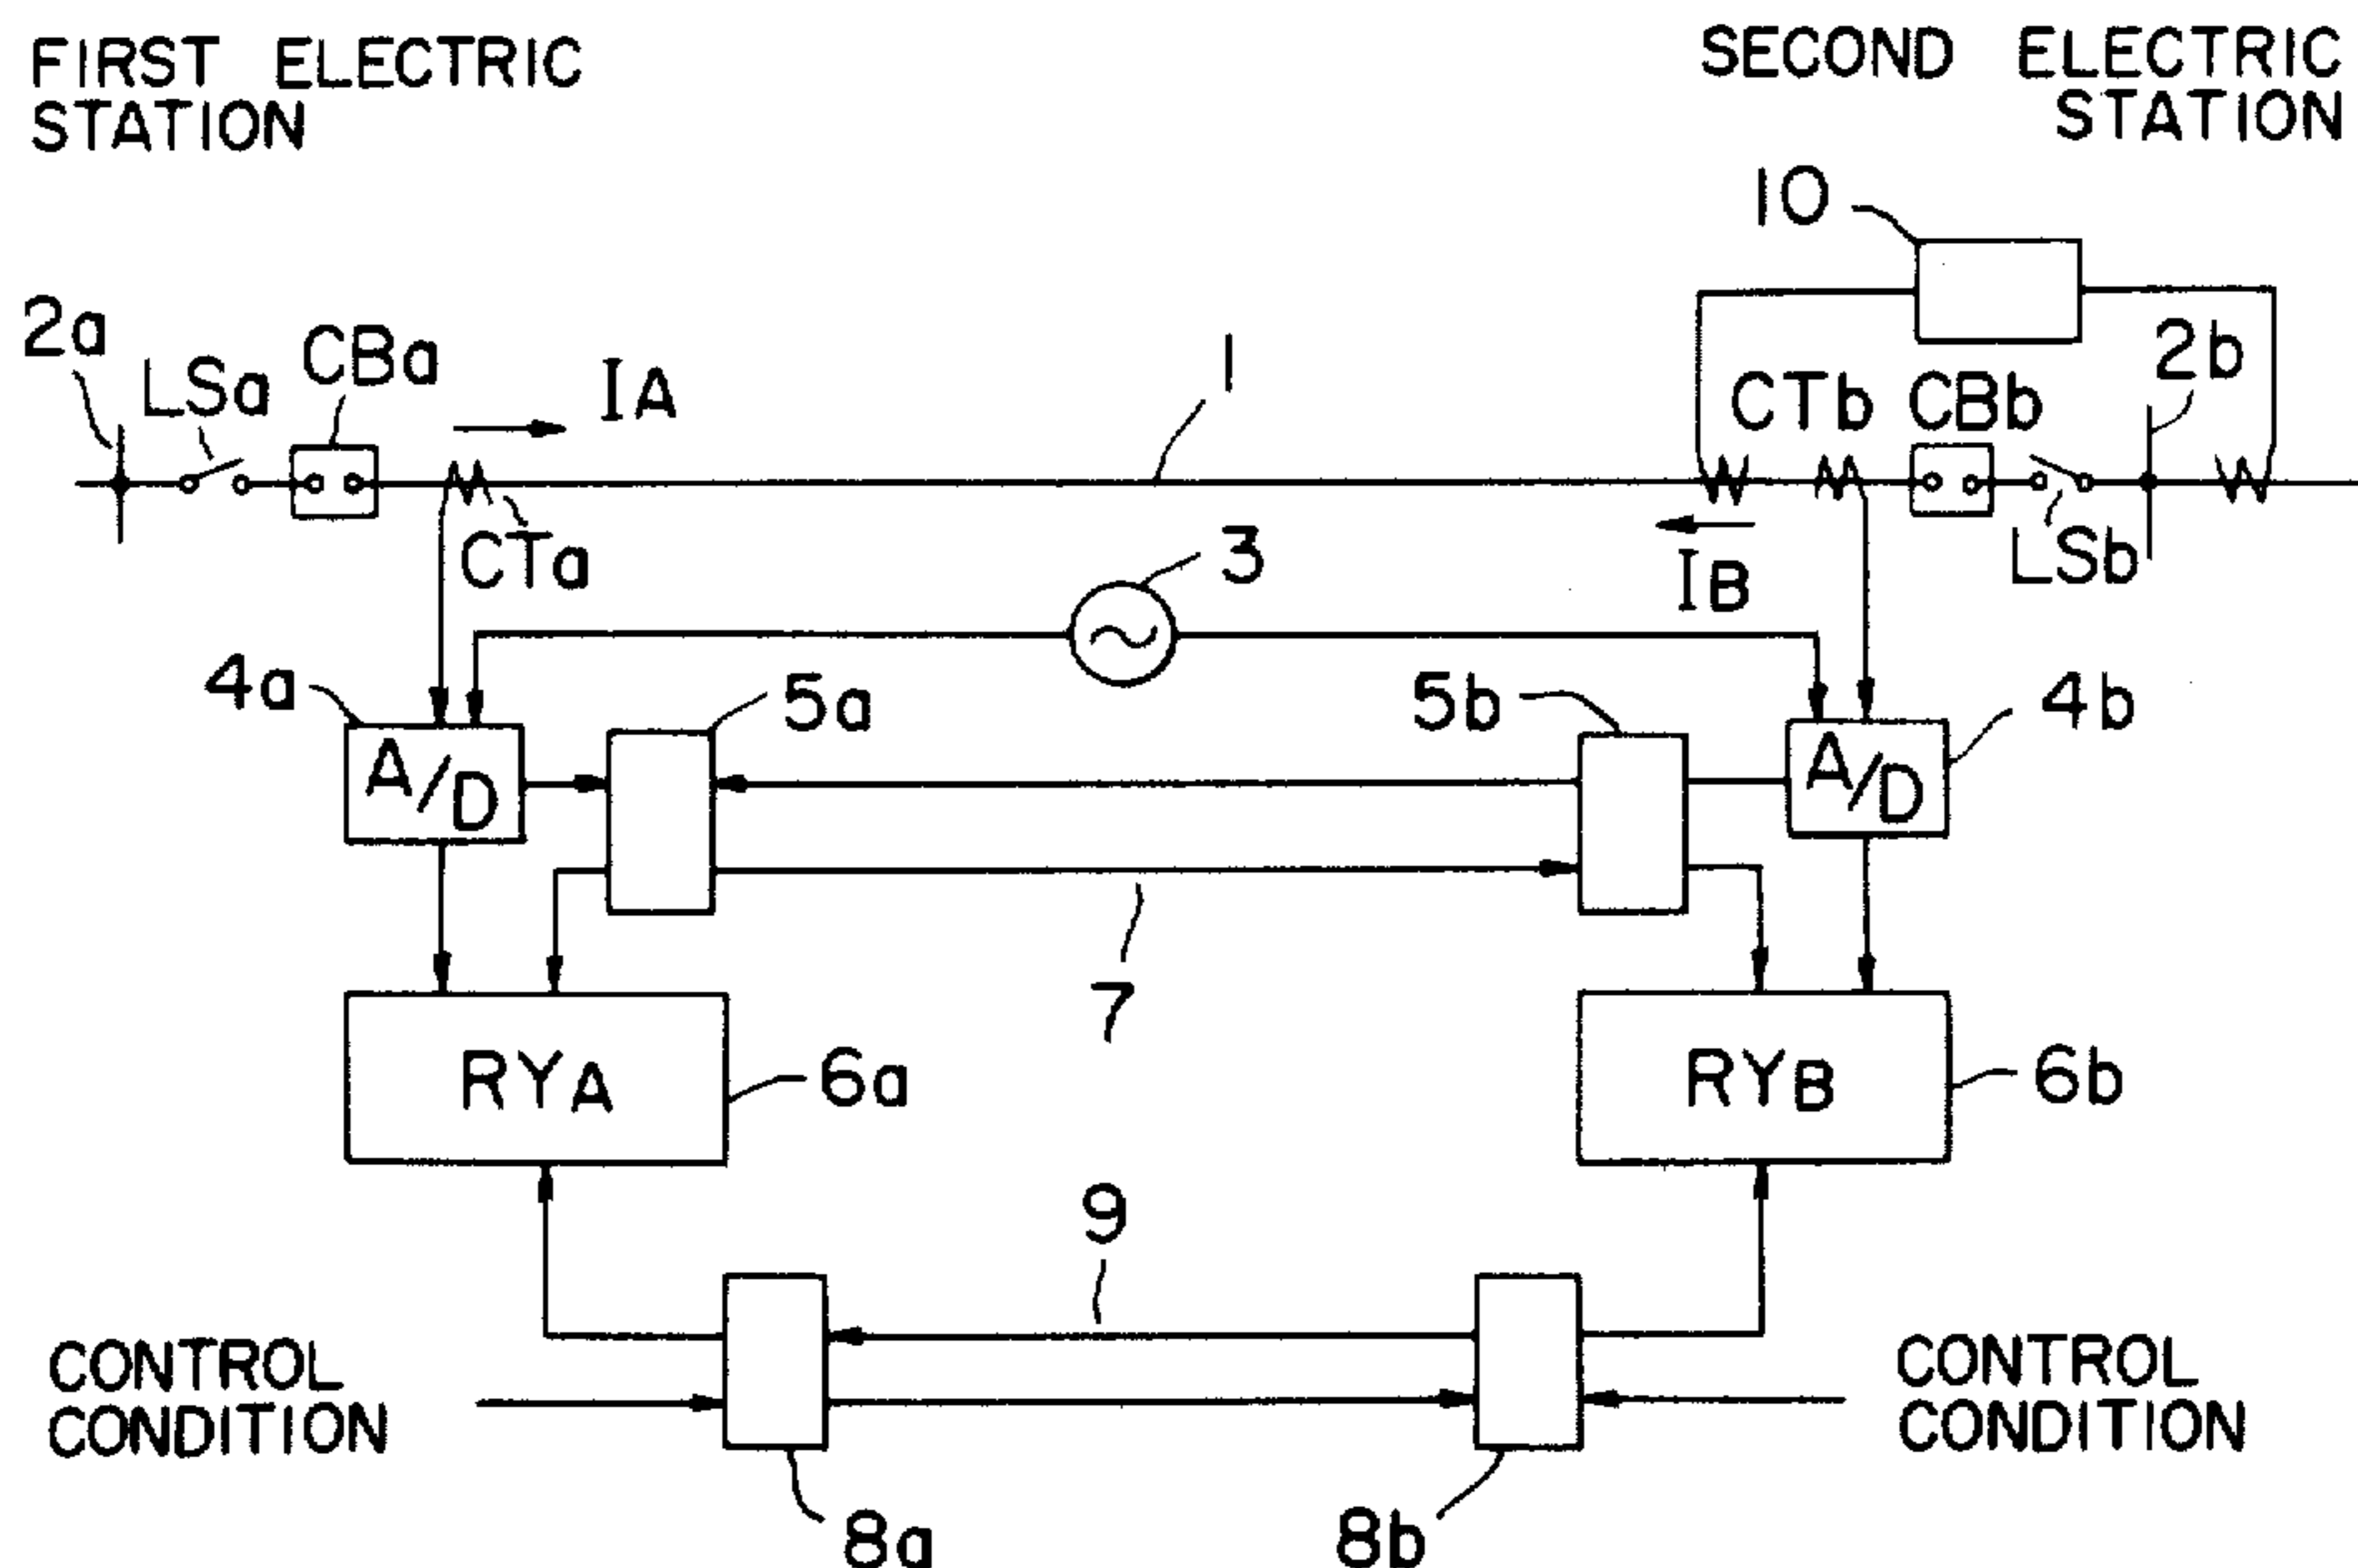 FIRST ELECTRIC
STATION
SECOND ELECTRIC
STATION
10
2a
LSa
CBa
IA
1
CTb
CBb
2b
CTa
3
IB
LSb
4a
5a
5b
4b
A/D
A/D
7
RYA
6a
RYB
6b
9
CONTROL
CONDITION
CONTROL
CONDITION
8a
8b